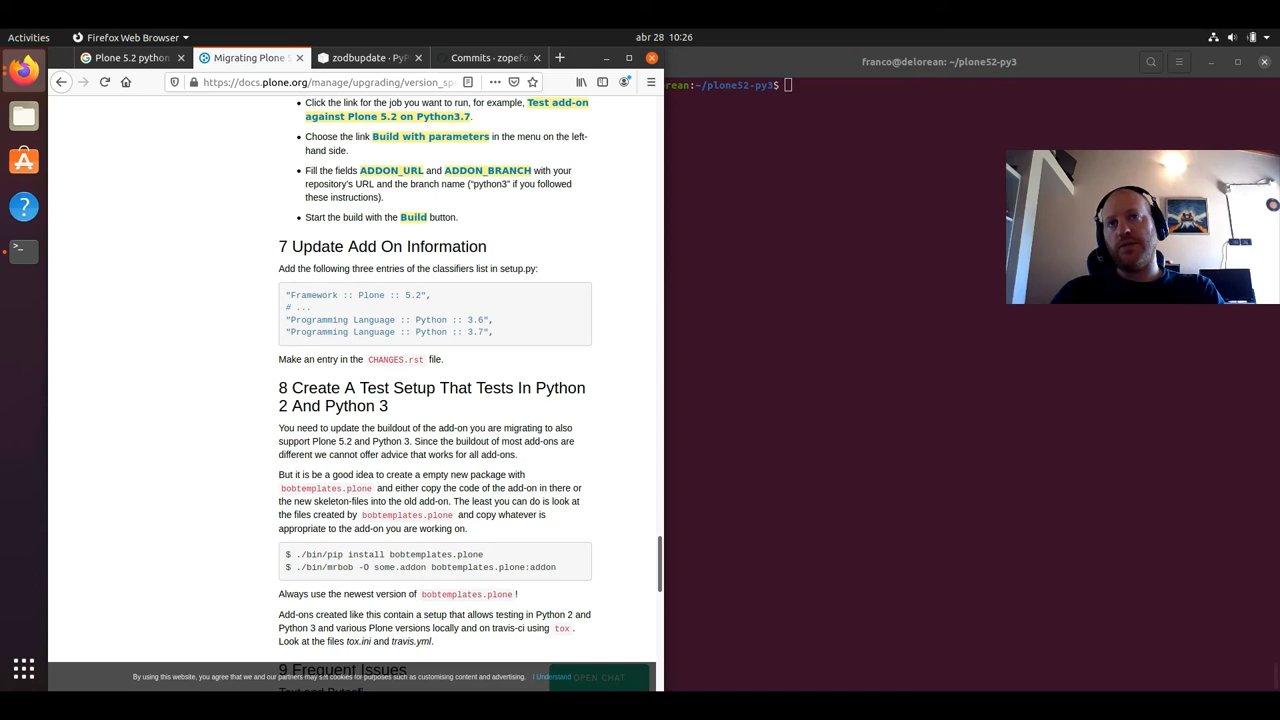 Activities
Firefox Web Browser
abr 28 10:26
Plone 5.2 python
Migrating Plone 5
zodbupdate · PyP
Commits · zopefo
franco@delorean: ~/plone52-py3
https://docs.plone.org/manage/upgrading/version_spe
Click the link for the job you want to run, for example, Test add-on
against Plone 5.2 on Python3.7.
rean:~/plone52-py3$
Choose the link Build with parameters in the menu on the left-
hand side.
Fill the fields ADDON_URL and ADDON_BRANCH with your
repository's URL and the branch name ("python3" if you followed
these instructions).
Start the build with the Build button.
7 Update Add On Information
Add the following three entries of the classifiers list in setup.py:
"Framework :: Plone :: 5.2",
# ...
"Programming Language :: Python :: 3.6",
"Programming Language :: Python :: 3.7",
Make an entry in the CHANGES.rst file.
8 Create A Test Setup That Tests In Python
2 And Python 3
You need to update the buildout of the add-on you are migrating to also
support Plone 5.2 and Python 3. Since the buildout of most add-ons are
different we cannot offer advice that works for all add-ons.
But it is be a good idea to create a empty new package with
bobtemplates.plone and either copy the code of the add-on in there or
the new skeleton-files into the old add-on. The least you can do is look at
the files created by bobtemplates.plone and copy whatever is
appropriate to the add-on you are working on.
$ ./bin/pip install bobtemplates.plone
$ ./bin/mrbob -O some.addon bobtemplates.plone:addon
Always use the newest version of bobtemplates.plone !
Add-ons created like this contain a setup that allows testing in Python 2 and
Python 3 and various Plone versions locally and on travis-ci using tox .
Look at the files tox.ini and travis.yml.
9 Frequent Issues
By using this website, you agree that we and our partners may set cookies for purposes such as customising content and advertising. I Understand
OPEN CHAT